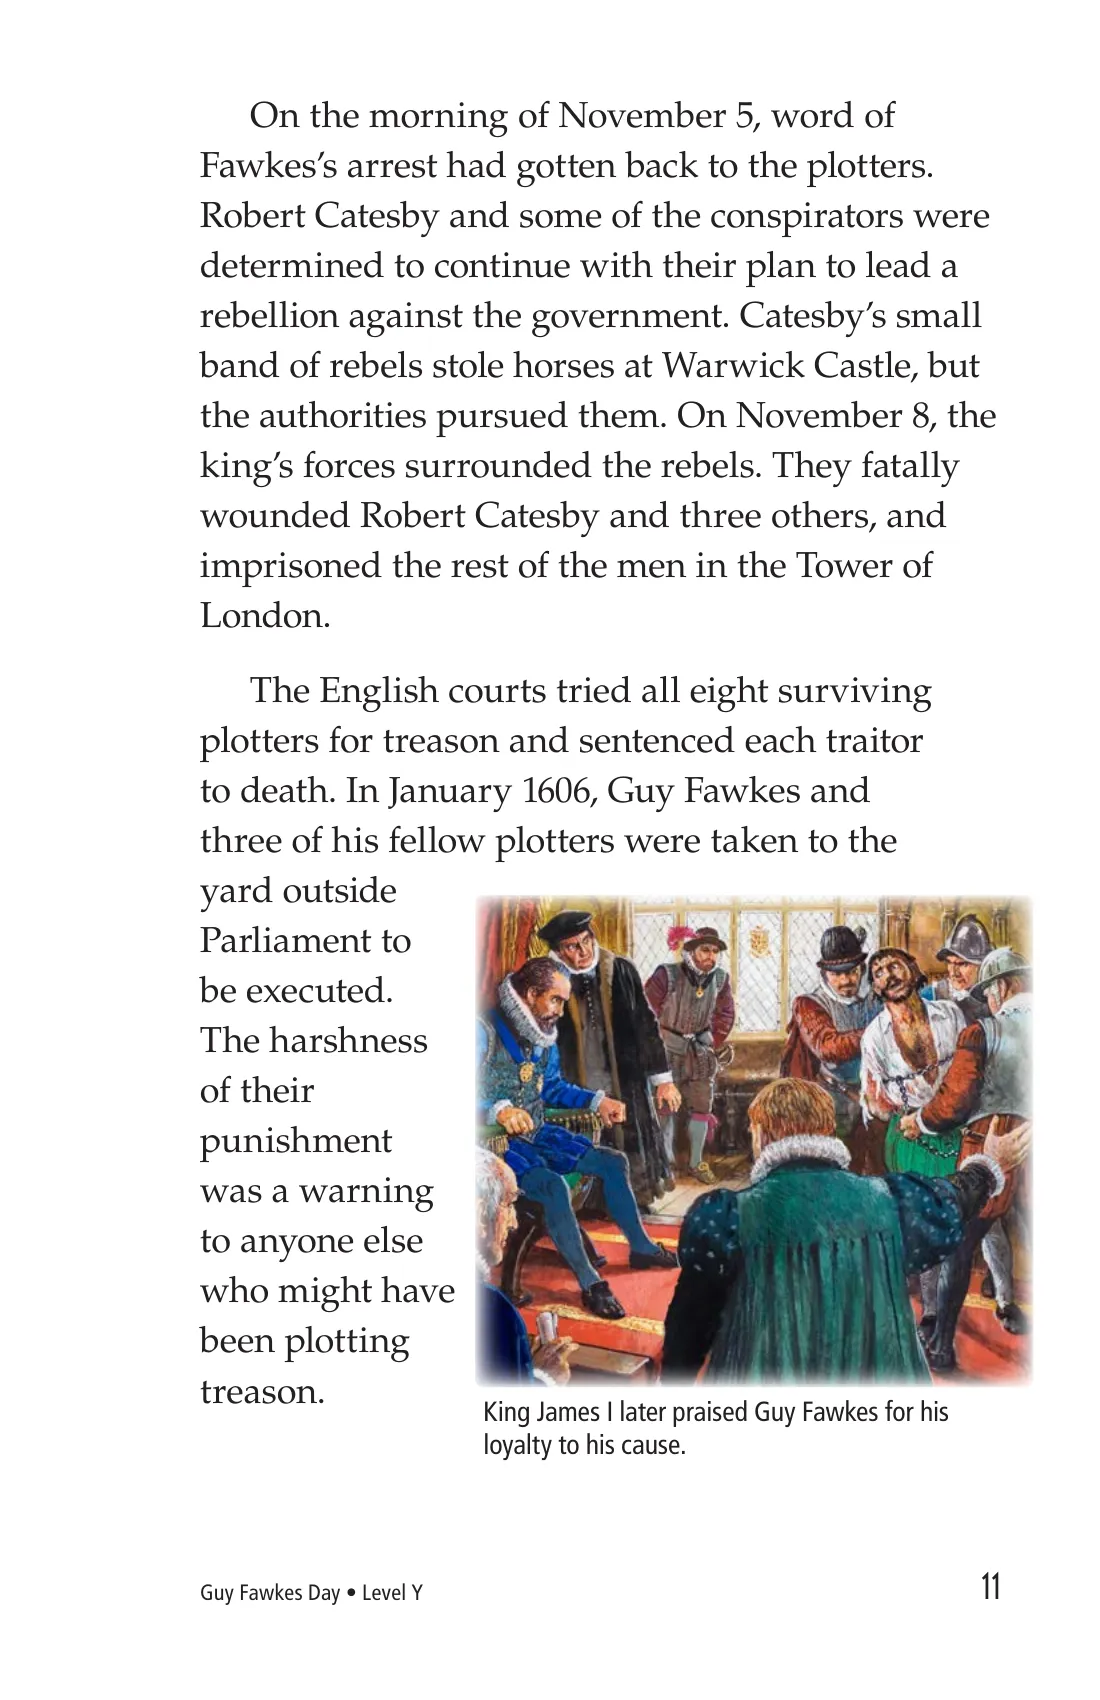 On the morning of November 5, word of
Fawkes’s arrest had gotten back to the plotters.
Robert Catesby and some of the conspirators were
determined to continue with their plan to lead a
rebellion against the government. Catesby’s small
band of rebels stole horses at Warwick Castle, but
the authorities pursued them. On November 8, the
king’s forces surrounded the rebels. They fatally
wounded Robert Catesby and three others, and
imprisoned the rest of the men in the Tower of
London.
The English courts tried all eight surviving
plotters for treason and sentenced each traitor
to death. In January 1606, Guy Fawkes and
three of his fellow plotters were taken to the
yard outside
Parliament to
be executed.
The harshness
of their
punishment
was a warning
to anyone else
who might have
been plotting
treason.
King James I later praised Guy Fawkes for his
loyalty to his cause.
Guy Fawkes Day • Level Y
11